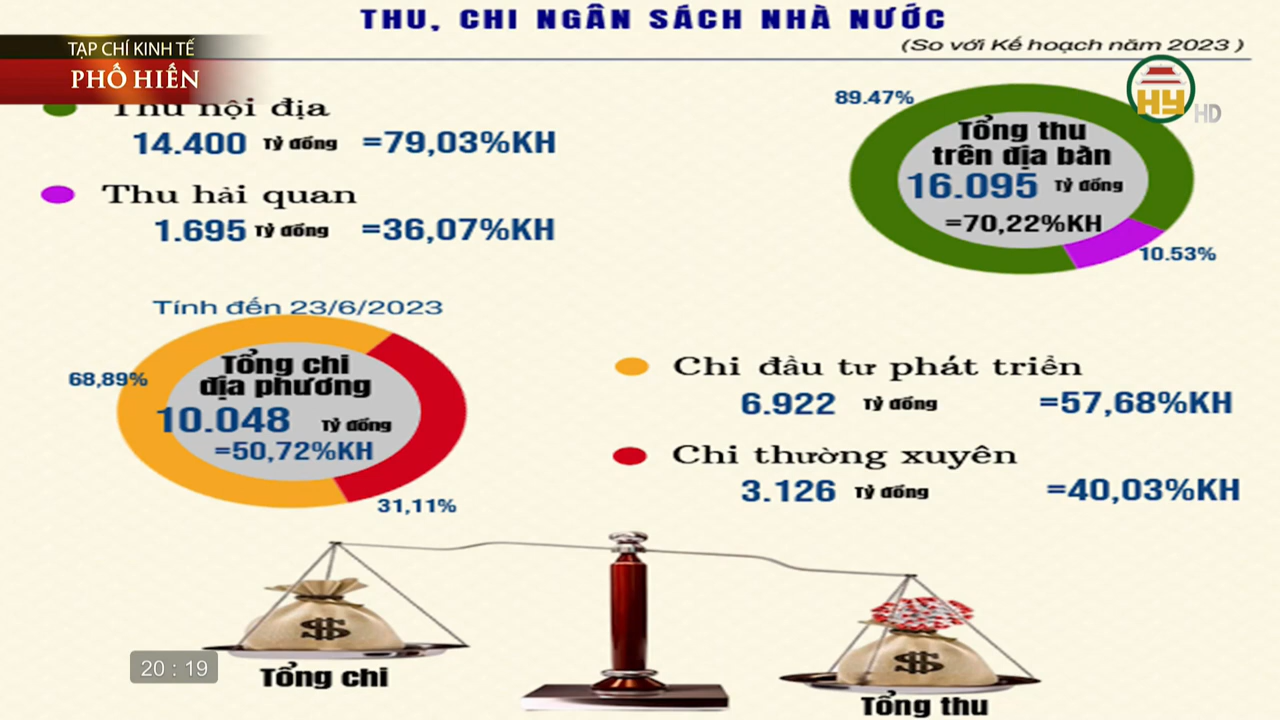 THU, CHI NGÂN SÁCH NHÀ NƯỚC
(So với Kế hoạch năm 2023 )
TẠP CHÍ KINH TẾ
PHỐ HIẾN
HY HD
Thu nội địa
14.400 Tỷ đồng =79,03%KH
Thu hải quan
1.695 Tỷ đồng =36,07%KH
89.47%
Tổng thu
trên địa bàn
16.095 Tỷ đồng
=70,22%KH
10.53%
Tính đến 23/6/2023
68,89%
Tổng chi
địa phương
10.048 Tỷ đồng
=50,72%KH
31,11%
Chi đầu tư phát triển
6.922 Tỷ đồng =57,68%KH
Chi thường xuyên
3.126 Tỷ đồng =40,03%KH
$
$
20 : 19
Tổng chi
Tổng thu